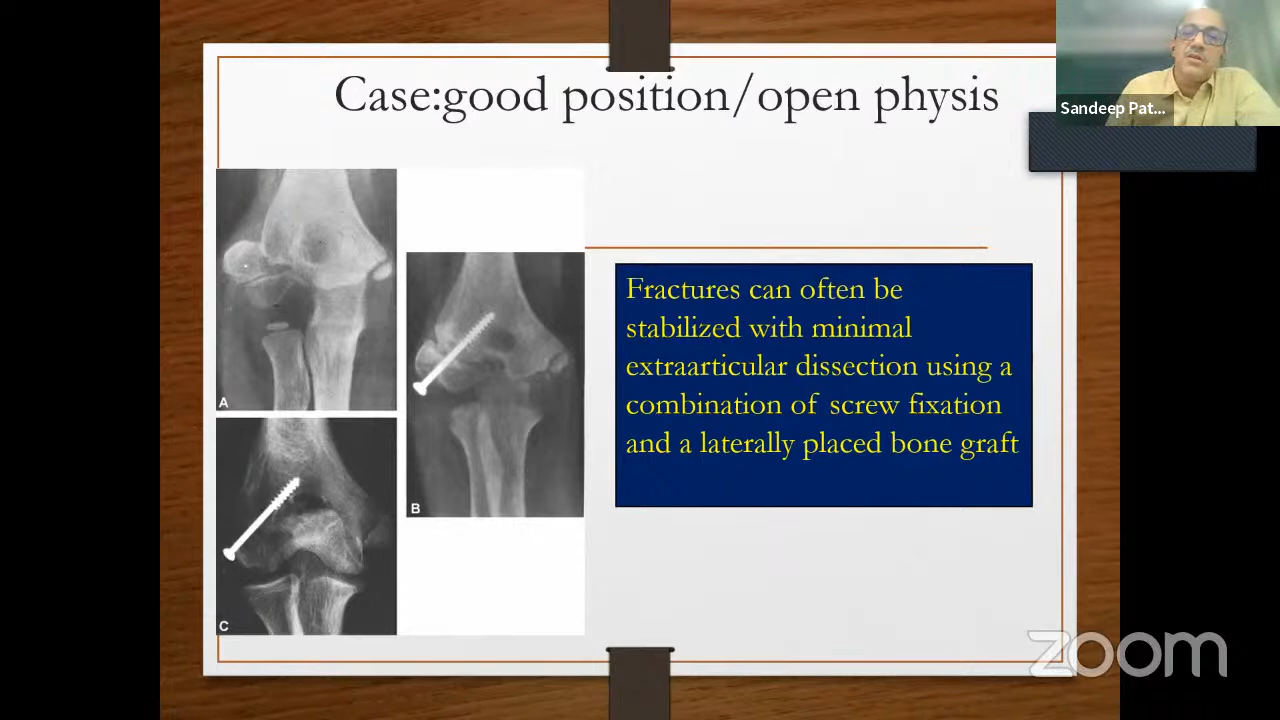 Case:good position/open physis
Sandeep Pat...
A
B
C
Fractures can often be
stabilized with minimal
extraarticular dissection using a
combination of screw fixation
and a laterally placed bone graft
zoom